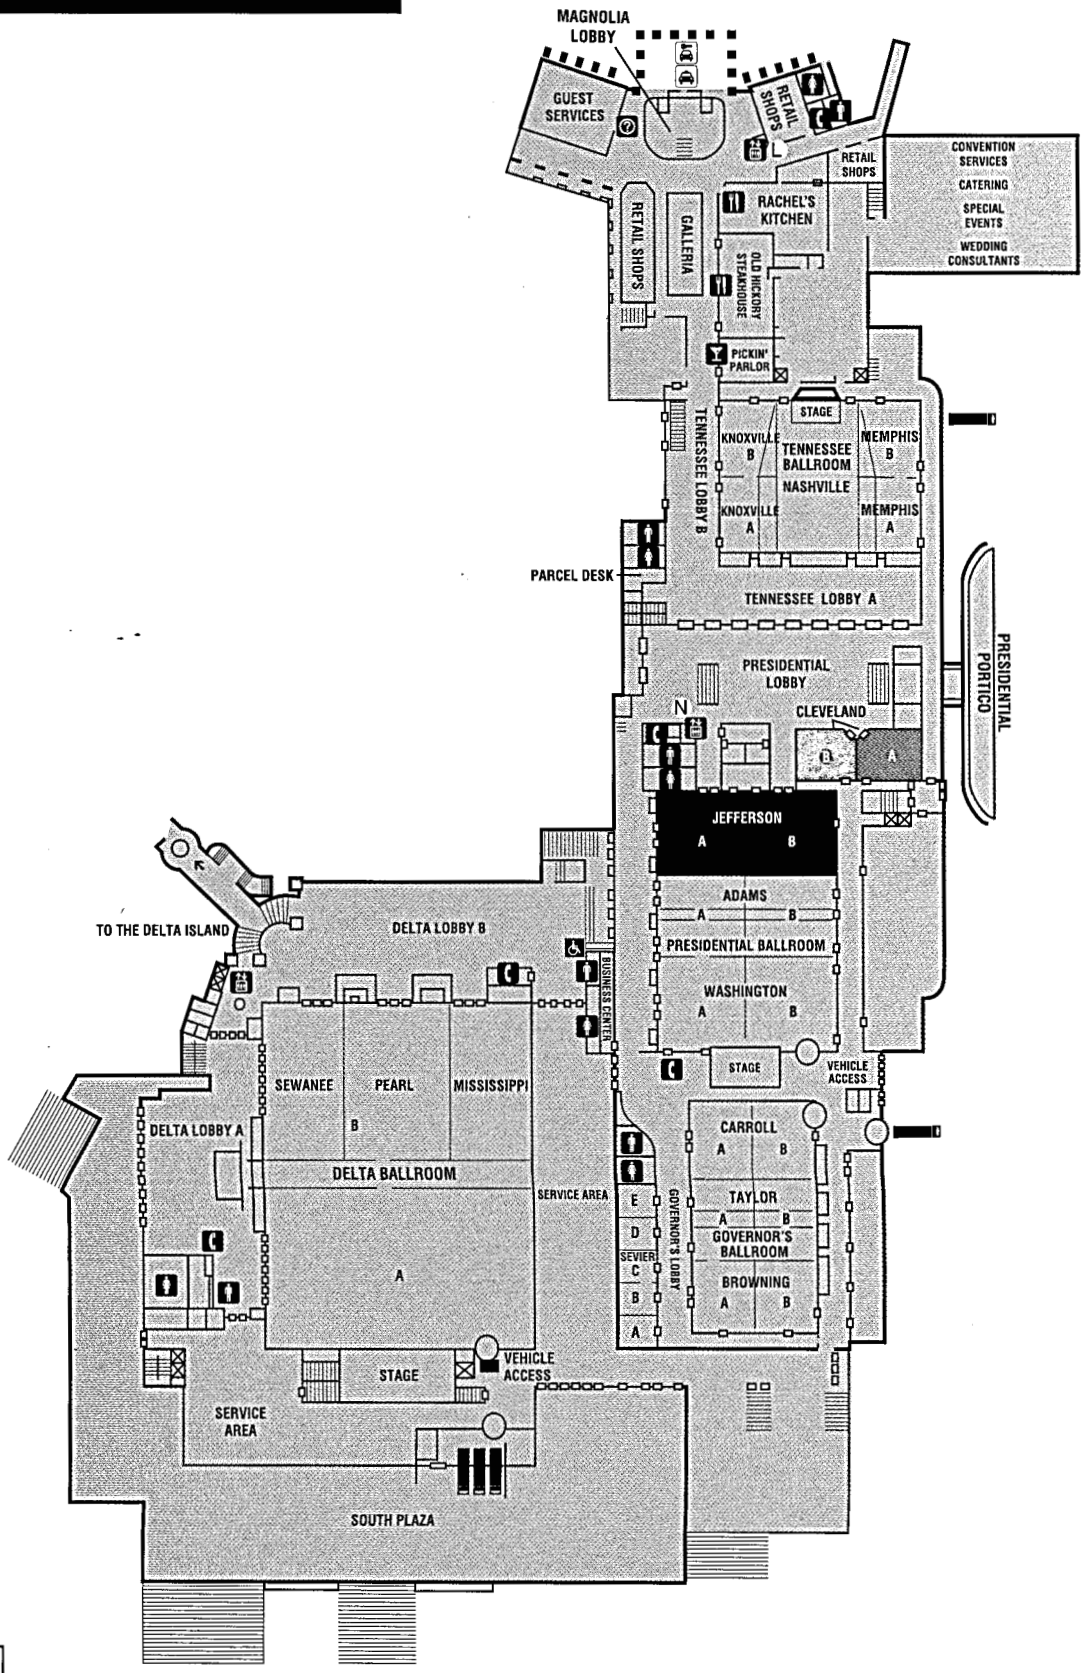 MAGNOLIA
LOBBY
GUEST
SERVICES
?
RETAIL
SHOPS
L
RETAIL
SHOPS
CONVENTION
SERVICES
CATERING
SPECIAL
EVENTS
WEDDING
CONSULTANTS
RETAIL SHOPS
GALLERIA
RACHEL'S
KITCHEN
OLD HICKORY
STEAKHOUSE
PICKIN'
PARLOR
STAGE
TENNESSEE LOBBY B
KNOXVILLE
B
TENNESSEE
BALLROOM
MEMPHIS
B
NASHVILLE
KNOXVILLE
A
MEMPHIS
A
PARCEL DESK
TENNESSEE LOBBY A
PRESIDENTIAL
LOBBY
PRESIDENTIAL
PORTICO
N
CLEVELAND
B
A
JEFFERSON
A B
ADAMS
A B
PRESIDENTIAL BALLROOM
WASHINGTON
A B
STAGE
VEHICLE
ACCESS
TO THE DELTA ISLAND
DELTA LOBBY B
BUSINESS CENTER
SEWANEE
PEARL
MISSISSIPPI
B
DELTA LOBBY A
DELTA BALLROOM
A
SERVICE AREA
CARROLL
A B
TAYLOR
A B
GOVERNOR'S
BALLROOM
BROWNING
A B
GOVERNOR'S LOBBY
E
D
SEVIER
C
B
A
STAGE
VEHICLE
ACCESS
SERVICE
AREA
SOUTH PLAZA